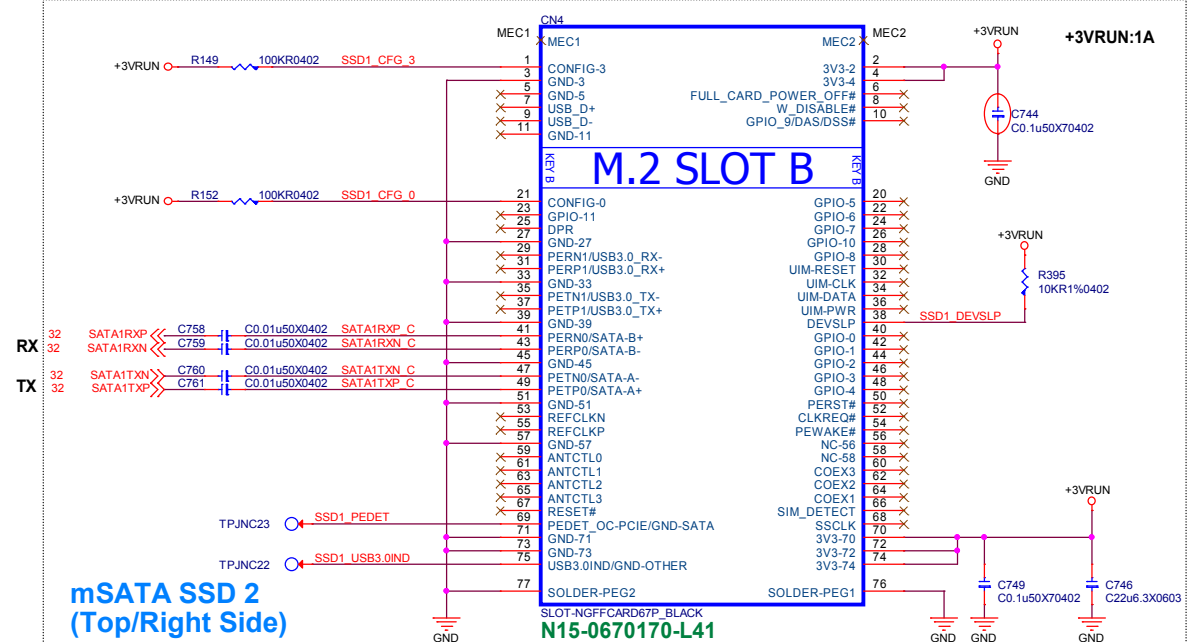 CN4
MEC1 MEC1 MEC2 MEC2
+3VRUN +3VRUN:1A
+3VRUN R149 100KR0402 SSD1_CFG_3 1 CONFIG-3 3V3-2 2
3 GND-3 3V3-4 4
5 GND-5 FULL_CARD_POWER_OFF# 6
7 USB_D+ W_DISABLE# 8
9 USB_D- GPIO_9/DAS/DSS# 10
11 GND-11
C744
C0.1u50X70402
GND
KEY B M.2 SLOT B KEY B
+3VRUN R152 100KR0402 SSD1_CFG_0 21 CONFIG-0 GPIO-5 20
23 GPIO-11 GPIO-6 22
25 DPR GPIO-7 24
27 GND-27 GPIO-10 26
29 PERN1/USB3.0_RX- GPIO-8 28
31 PERP1/USB3.0_RX+ UIM-RESET 30
33 GND-33 UIM-CLK 32
35 PETN1/USB3.0_TX- UIM-DATA 34
37 PETP1/USB3.0_TX+ UIM-PWR 36
39 GND-39 DEVSLP 38 SSD1_DEVSLP
+3VRUN
R395
10KR1%0402
RX
32 SATA1RXP C758 C0.01u50X0402 SATA1RXP_C 41 PERN0/SATA-B+ GPIO-0 40
32 SATA1RXN C759 C0.01u50X0402 SATA1RXN_C 43 PERP0/SATA-B- GPIO-1 42
45 GND-45 GPIO-2 44
TX
32 SATA1TXN C760 C0.01u50X0402 SATA1TXN_C 47 PETN0/SATA-A- GPIO-3 46
32 SATA1TXP C761 C0.01u50X0402 SATA1TXP_C 49 PETP0/SATA-A+ GPIO-4 48
51 GND-51 PERST# 50
53 REFCLKN CLKREQ# 52
55 REFCLKP PEWAKE# 54
57 GND-57 NC-56 56
59 ANTCTL0 NC-58 58
61 ANTCTL1 COEX3 60
63 ANTCTL2 COEX2 62
65 ANTCTL3 COEX1 64
67 RESET# SIM_DETECT 66
TPJNC23 SSD1_PEDET 69 PEDET_OC-PCIE/GND-SATA SSCLK 68
71 GND-71 3V3-70 70
73 GND-73 3V3-72 72
TPJNC22 SSD1_USB3.0IND 75 USB3.0IND/GND-OTHER 3V3-74 74
77 SOLDER-PEG2 SOLDER-PEG1 76
+3VRUN
C749
C0.1u50X70402
C746
C22u6.3X0603
SLOT-NGFFCARD67P_BLACK
N15-0670170-L41
mSATA SSD 2
(Top/Right Side)
GND GND GND GND